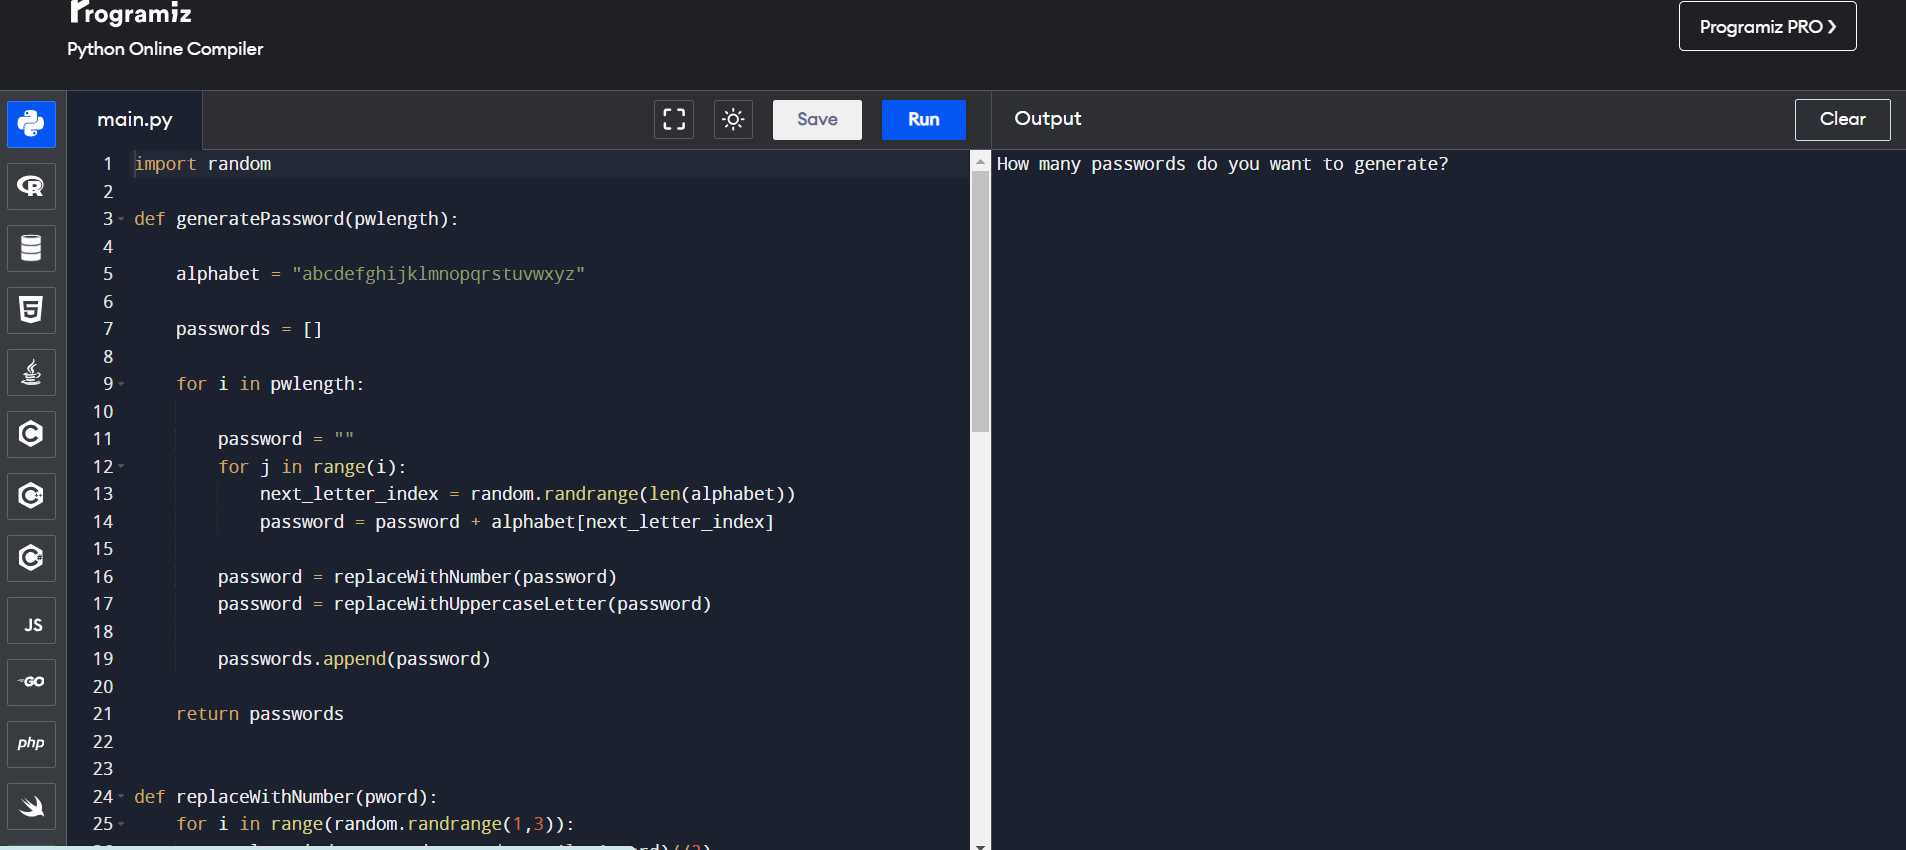 Programiz
Python Online Compiler
Programiz PRO ❯
main.py
Save
Run
Output
Clear
1 import random
2
3 def generatePassword(pwlength):
4
5 alphabet = "abcdefghijklmnopqrstuvwxyz"
6
7 passwords = []
8
9 for i in pwlength:
10
11 password = ""
12 for j in range(i):
13 next_letter_index = random.randrange(len(alphabet))
14 password = password + alphabet[next_letter_index]
15
16 password = replaceWithNumber(password)
17 password = replaceWithUppercaseLetter(password)
18
19 passwords.append(password)
20
21 return passwords
22
23
24 def replaceWithNumber(pword):
25 for i in range(random.randrange(1,3)):
How many passwords do you want to generate?
R
5
C
C
C
JS
GO
php